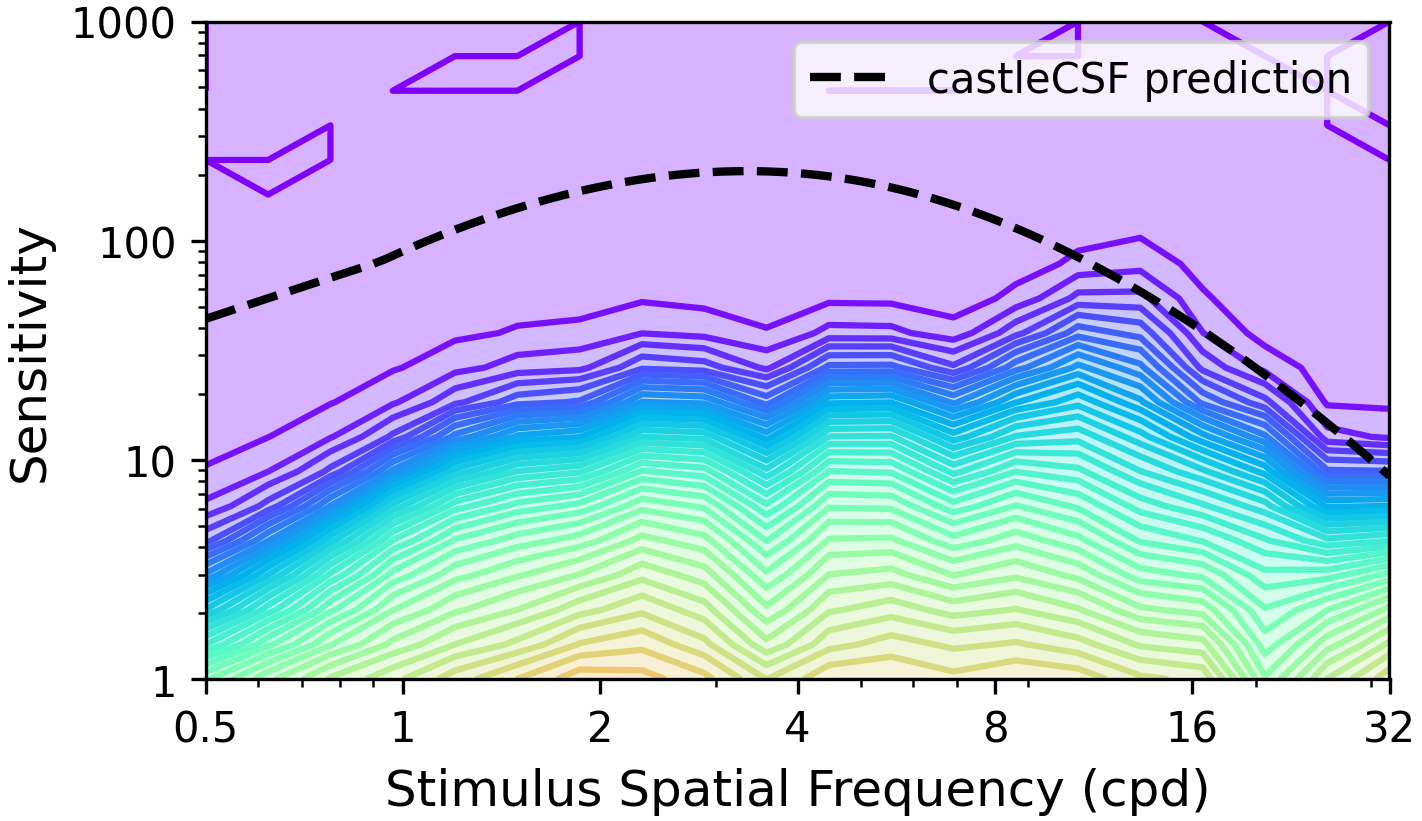 1000
100
10
1
Sensitivity
castleCSF prediction
0.5 1 2 4 8 16 32
Stimulus Spatial Frequency (cpd)